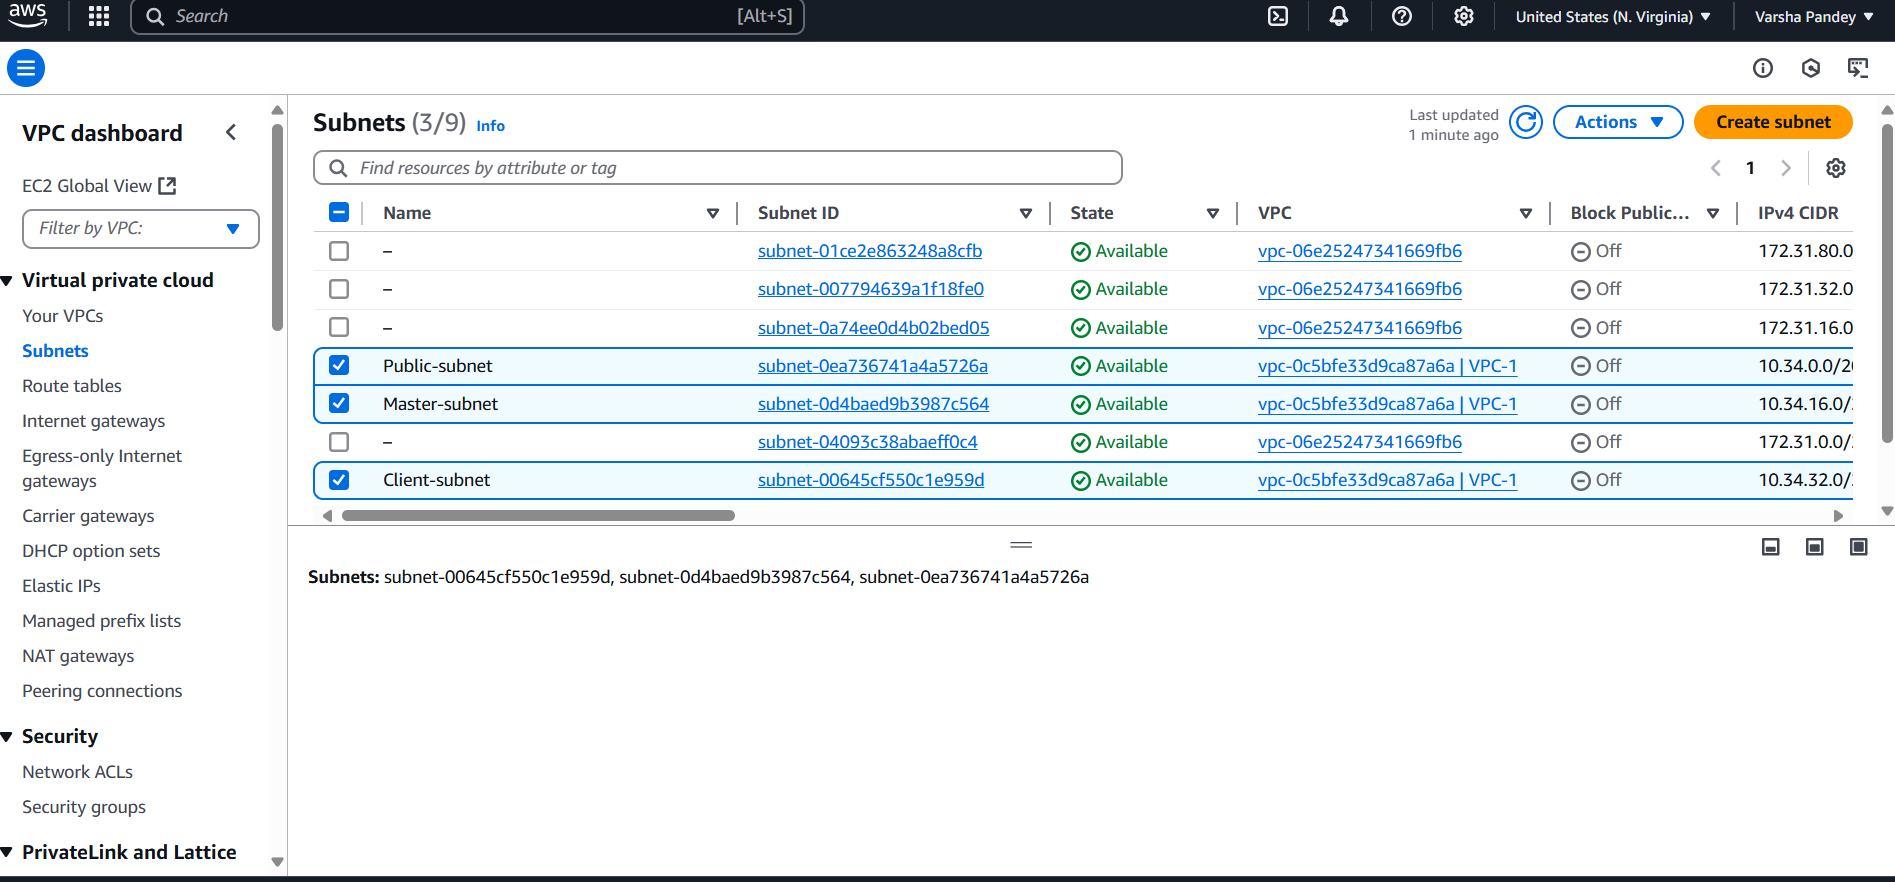 aws
Search [Alt+S]
United States (N. Virginia)
Varsha Pandey
VPC dashboard
EC2 Global View
Filter by VPC:
Virtual private cloud
Your VPCs
Subnets
Route tables
Internet gateways
Egress-only Internet
gateways
Carrier gateways
DHCP option sets
Elastic IPs
Managed prefix lists
NAT gateways
Peering connections
Security
Network ACLs
Security groups
PrivateLink and Lattice
Subnets (3/9) Info
Last updated
1 minute ago
Actions
Create subnet
Find resources by attribute or tag
1
Name Subnet ID State VPC Block Public... IPv4 CIDR
– subnet-01ce2e863248a8cfb Available vpc-06e25247341669fb6 Off 172.31.80.0
– subnet-007794639a1f18fe0 Available vpc-06e25247341669fb6 Off 172.31.32.0
– subnet-0a74ee0d4b02bed05 Available vpc-06e25247341669fb6 Off 172.31.16.0
Public-subnet subnet-0ea736741a4a5726a Available vpc-0c5bfe33d9ca87a6a | VPC-1 Off 10.34.0.0/20
Master-subnet subnet-0d4baed9b3987c564 Available vpc-0c5bfe33d9ca87a6a | VPC-1 Off 10.34.16.0/
– subnet-04093c38abaeff0c4 Available vpc-06e25247341669fb6 Off 172.31.0.0/
Client-subnet subnet-00645cf550c1e959d Available vpc-0c5bfe33d9ca87a6a | VPC-1 Off 10.34.32.0/
Subnets: subnet-00645cf550c1e959d, subnet-0d4baed9b3987c564, subnet-0ea736741a4a5726a